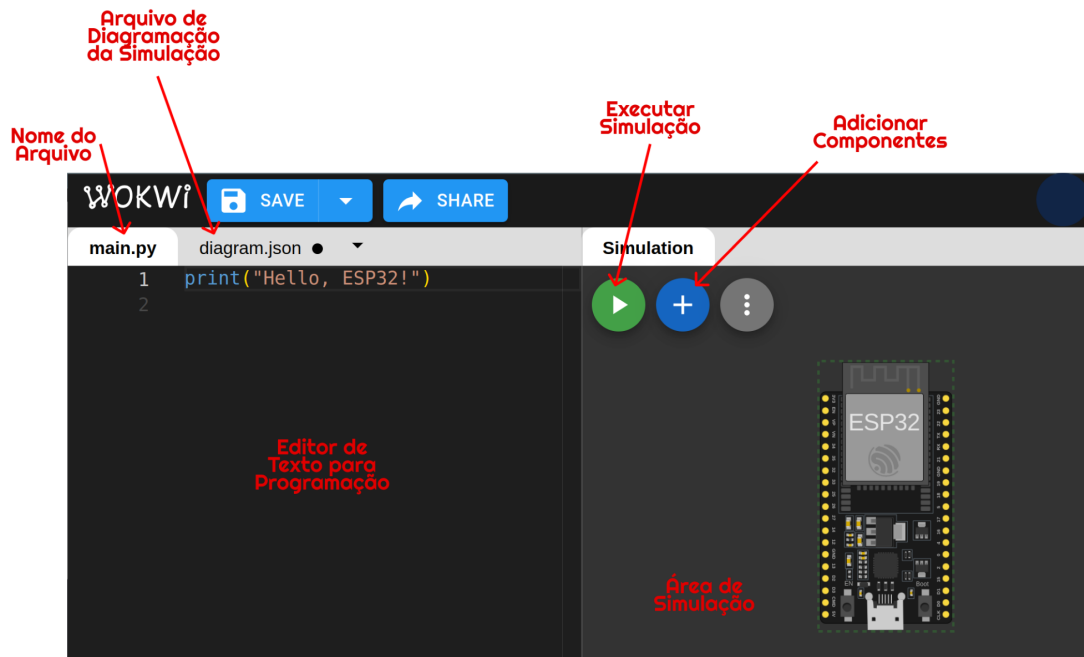 Arquivo de
Diagramação
da Simulação
Nome do
Arquivo
Executar
Simulação
Adicionar
Componentes
WOKWi
SAVE
SHARE
main.py
diagram.json ●
Simulation
1 print("Hello, ESP32!")
2
ESP32
Editor de
Texto para
Programação
Área de
Simulação
EN
Boot